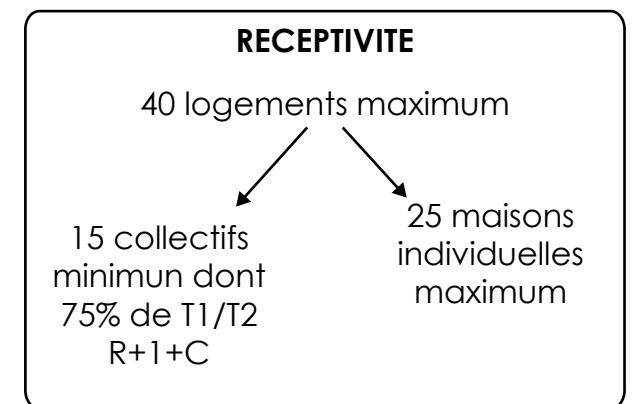 RECEPTIVITE
40 logements maximum
15 collectifs
minimun dont
75% de T1/T2
R+1+C
25 maisons
individuelles
maximum